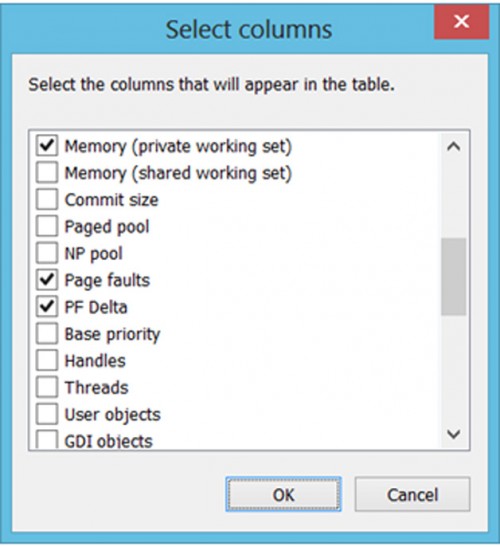 Select columns
Select the columns that will appear in the table.
Memory (private working set)
Memory (shared working set)
Commit size
Paged pool
NP pool
Page faults
PF Delta
Base priority
Handles
Threads
User objects
GDI objects
OK Cancel